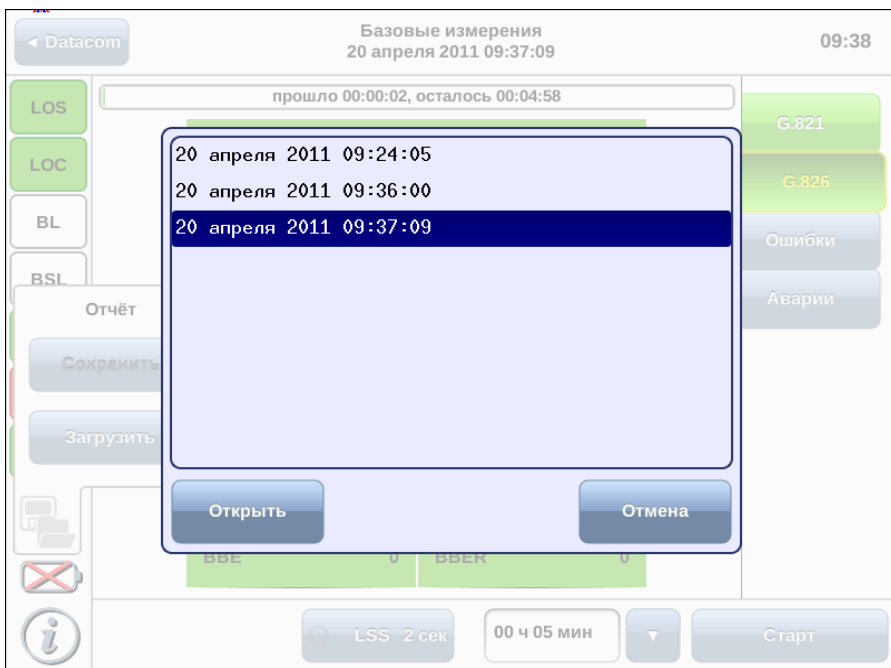 ◄ Datacom
Базовые измерения
20 апреля 2011 09:37:09
09:38
прошло 00:00:02, осталось 00:04:58
LOS
LOC
BL
BSL
G.821
G.826
Ошибки
Аварии
20 апреля 2011 09:24:05
20 апреля 2011 09:36:00
20 апреля 2011 09:37:09
Отчёт
Сохранить
Загрузить
Открыть
Отмена
BBE 0 BBER 0
LSS 2 сек
00 ч 05 мин
▼
Старт